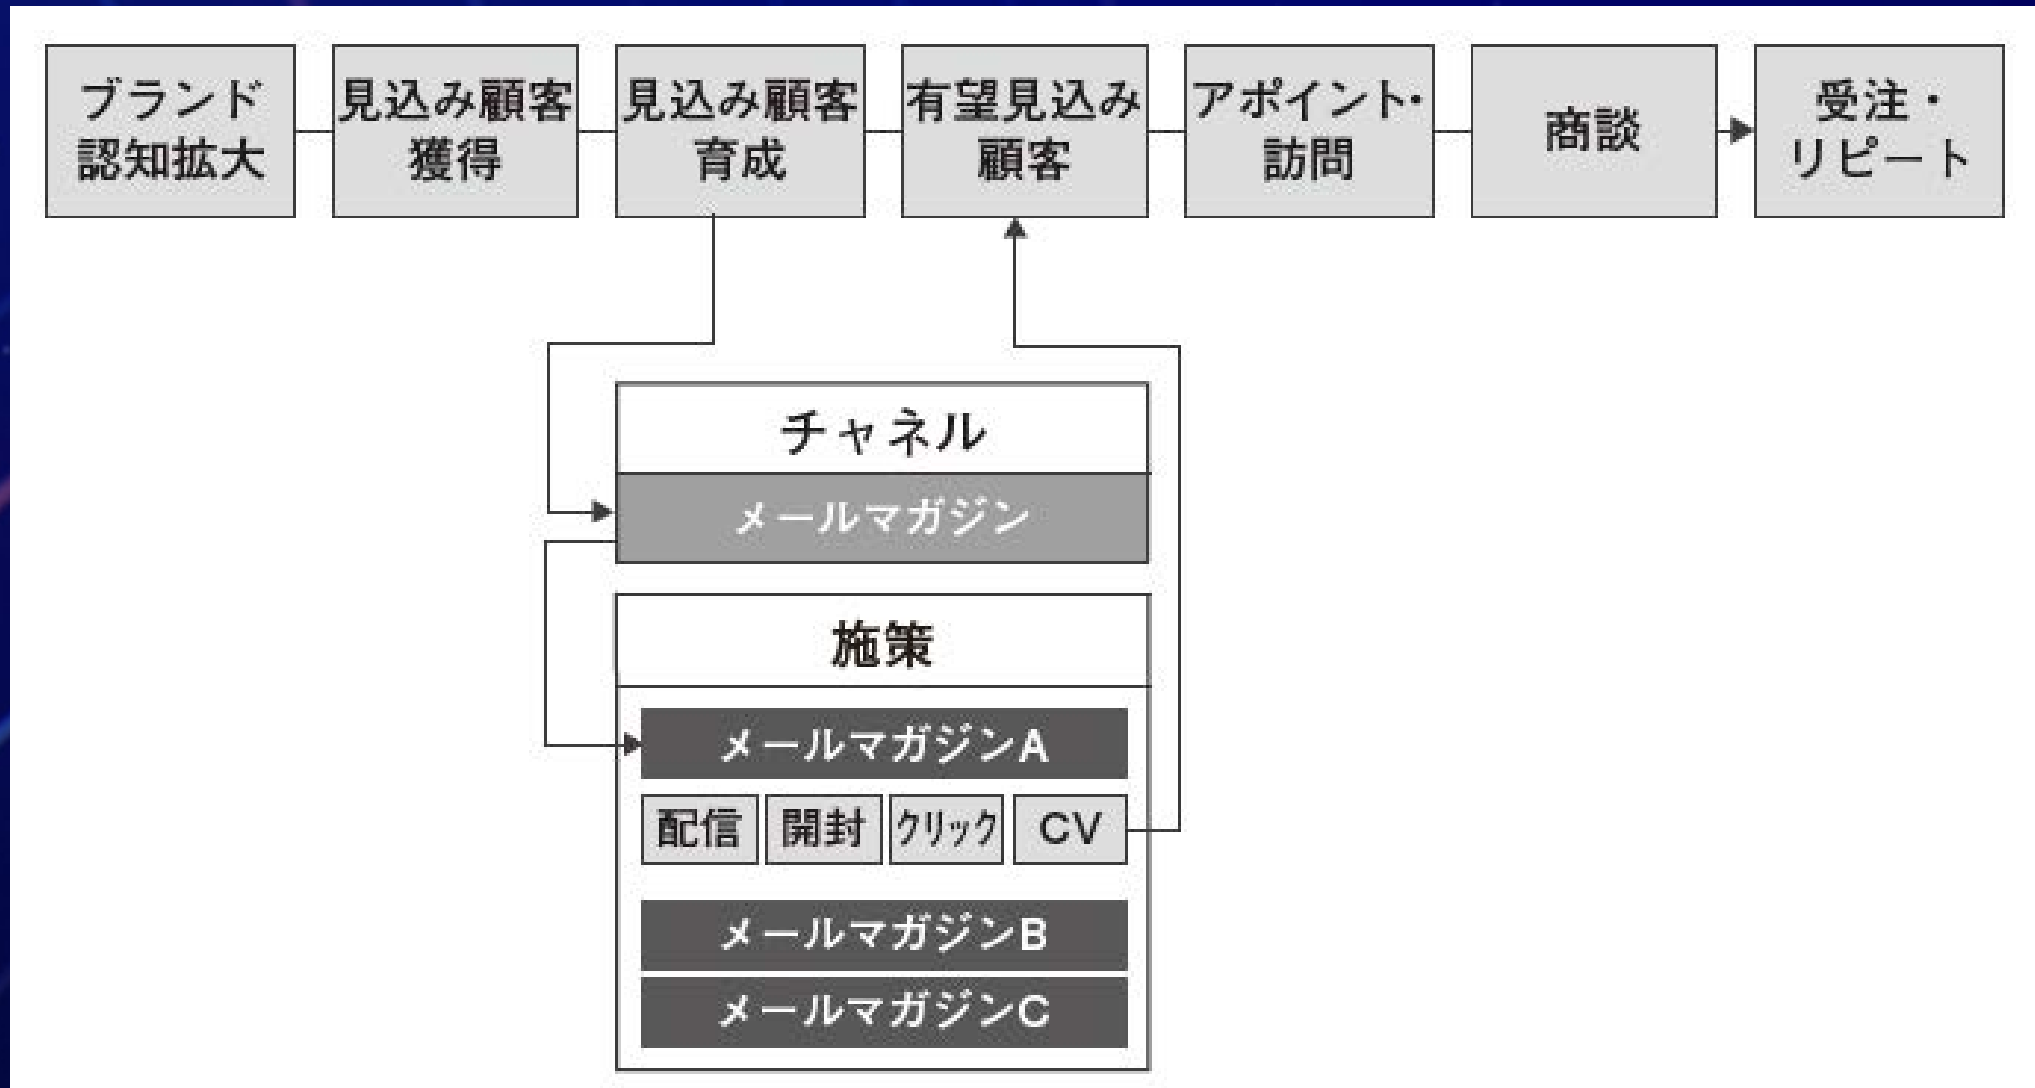 ブランド
認知拡大
見込み顧客
獲得
見込み顧客
育成
有望見込み
顧客
アポイント・
訪問
商談
受注・
リピート
チャネル
メールマガジン
施策
メールマガジンA
配信 開封 クリック CV
メールマガジンB
メールマガジンC